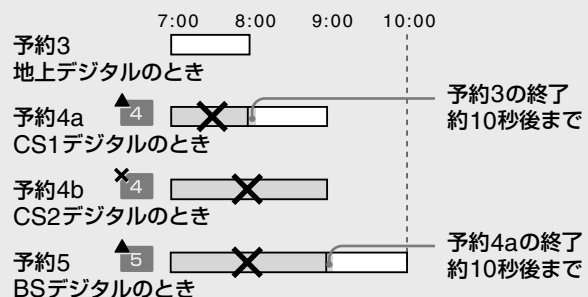 7:00 8:00 9:00 10:00
予約3
地上デジタルのとき
予約4a 4
CS1デジタルのとき
予約3の終了
約10秒後まで
予約4b 4
CS2デジタルのとき
予約5 5
BSデジタルのとき
予約4aの終了
約10秒後まで